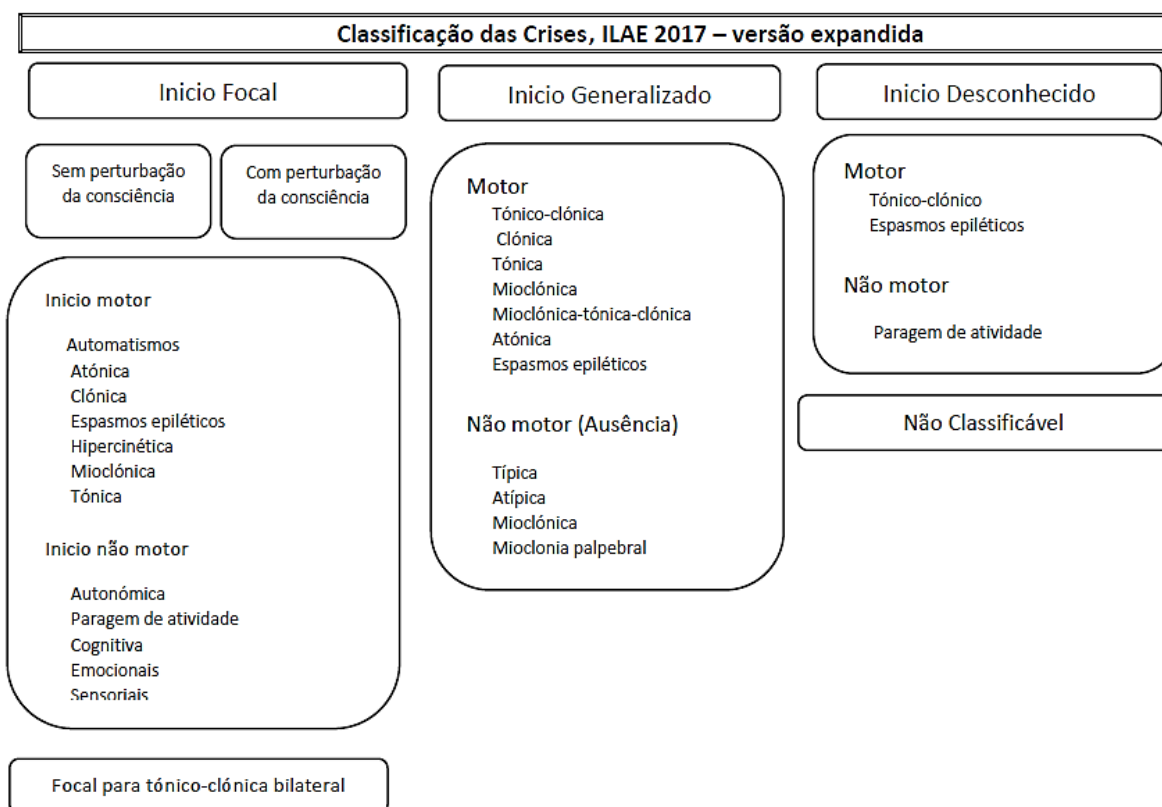 Classificação das Crises, ILAE 2017 – versão expandida
Inicio Focal
Sem perturbação
da consciência
Com perturbação
da consciência
Inicio motor
Automatismos
Atónica
Clónica
Espasmos epiléticos
Hipercinética
Mioclónica
Tónica
Inicio não motor
Autonómica
Paragem de atividade
Cognitiva
Emocionais
Sensoriais
Focal para tónico-clónica bilateral
Inicio Generalizado
Motor
Tónico-clónica
Clónica
Tónica
Mioclónica
Mioclónica-tónica-clónica
Atónica
Espasmos epiléticos
Não motor (Ausência)
Típica
Atípica
Mioclónica
Mioclonia palpebral
Inicio Desconhecido
Motor
Tónico-clónico
Espasmos epiléticos
Não motor
Paragem de atividade
Não Classificável